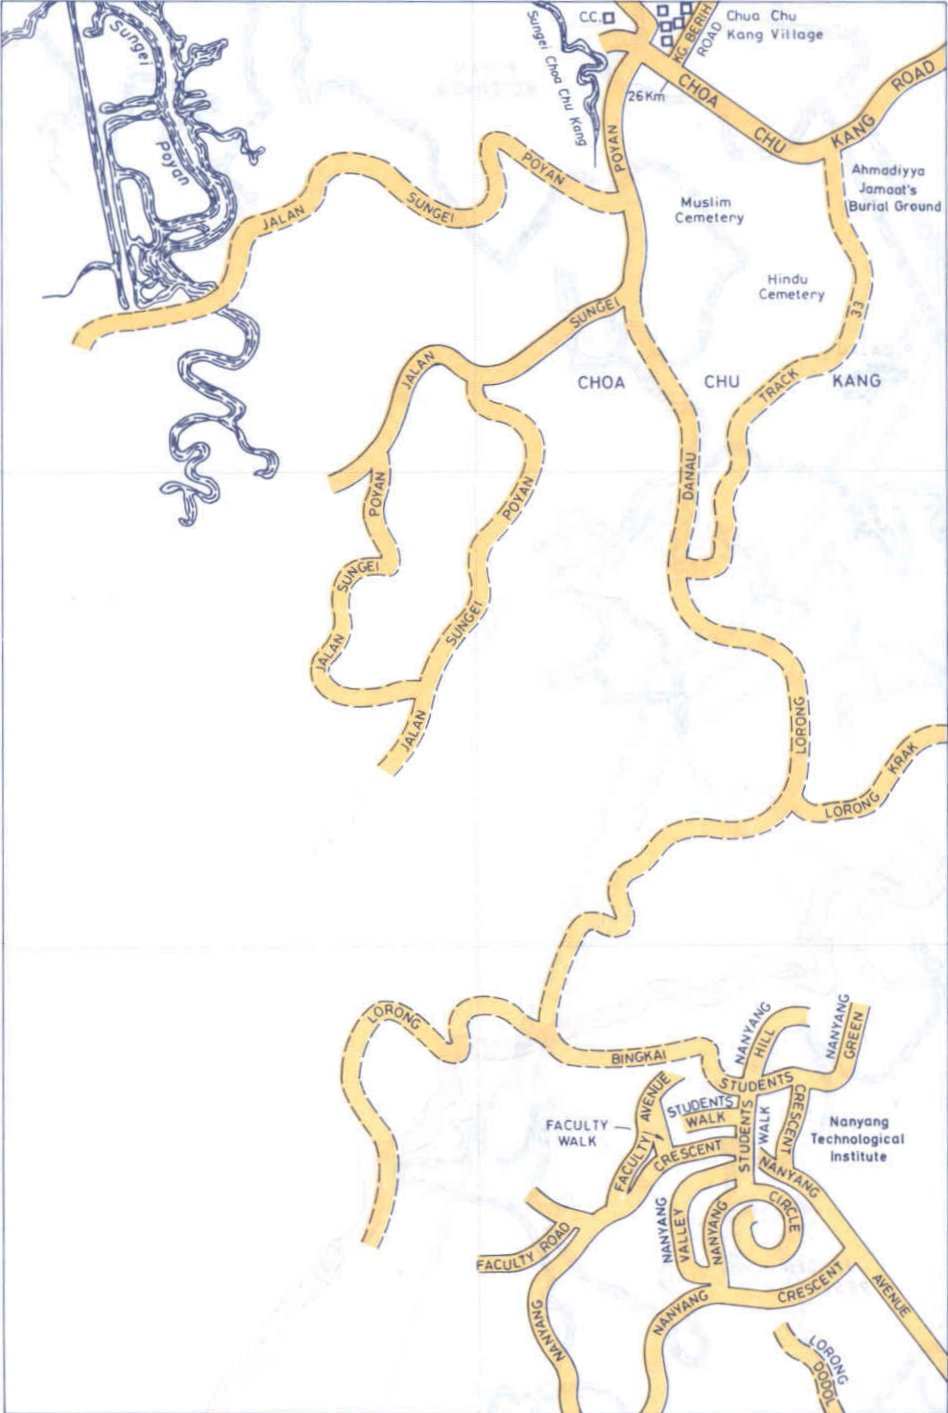 C.C.
Chua Chu
Kang Village
KG. BERIH
ROAD
Sungei
Poyan
Sungei Choa Chu Kang
26Km
CHOA
CHU
KANG
ROAD
POYAN
Ahmadiyya
Jamaat's
Burial Ground
Muslim
Cemetery
JALAN
SUNGEI
POYAN
Hindu
Cemetery
33
TRACK
SUNGEI
JALAN
CHOA CHU KANG
POYAN
SUNGEI
JALAN
POYAN
SUNGEI
JALAN
DANAU
LORONG
LORONG
KRAK
LORONG
BINGKAI
NANYANG
HILL
NANYANG
GREEN
STUDENTS
CRESCENT
AVENUE
FACULTY
FACULTY
WALK
STUDENTS
WALK
STUDENTS
WALK
CRESCENT
Nanyang
Technological
Institute
NANYANG
AVENUE
NANYANG
VALLEY
NANYANG
CIRCLE
FACULTY ROAD
NANYANG
NANYANG
CRESCENT
LORONG
DODOL